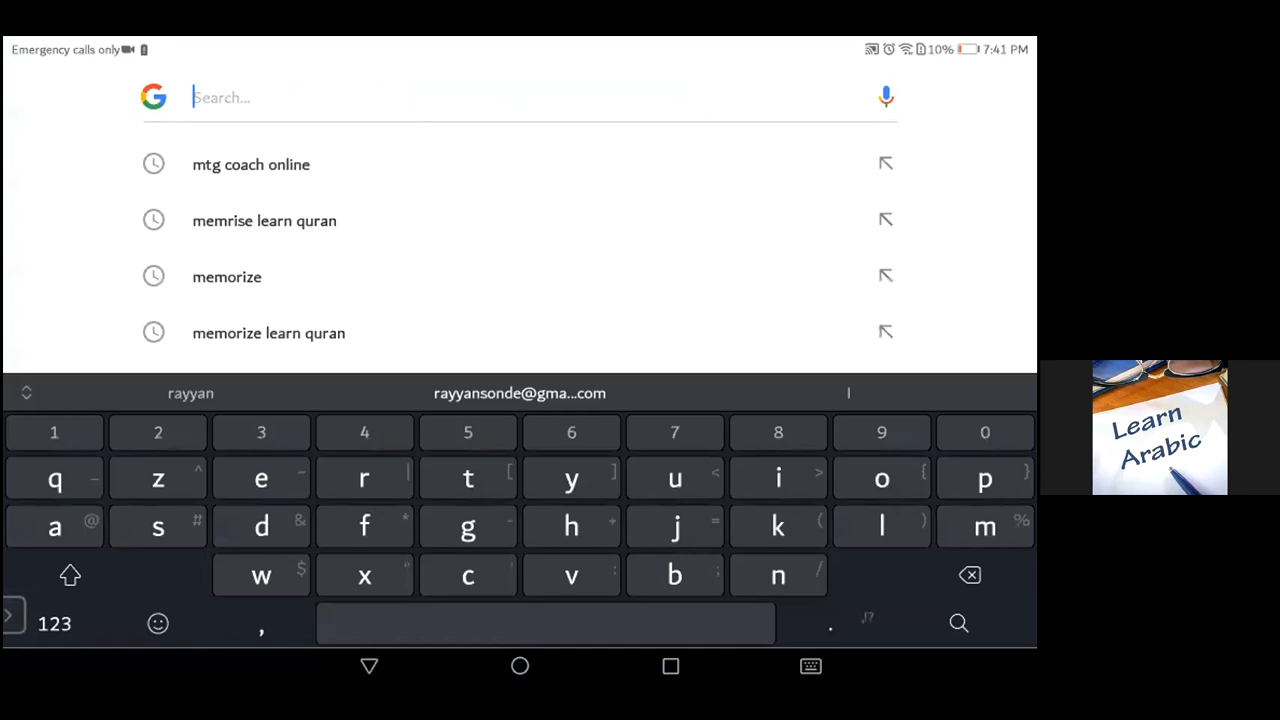 Emergency calls only
10% 7:41 PM
Search...
mtg coach online
memrise learn quran
memorize
memorize learn quran
rayyan rayyansonde@gma...com I
1 2 3 4 5 6 7 8 9 0
q _ z ^ e ~ r | t [ y ] u < i > o { p }
a @ s # d & f * g - h + j = k ( l ) m %
w $ x " c ' v : b ; n /
123 , . ,!?
Learn
Arabic